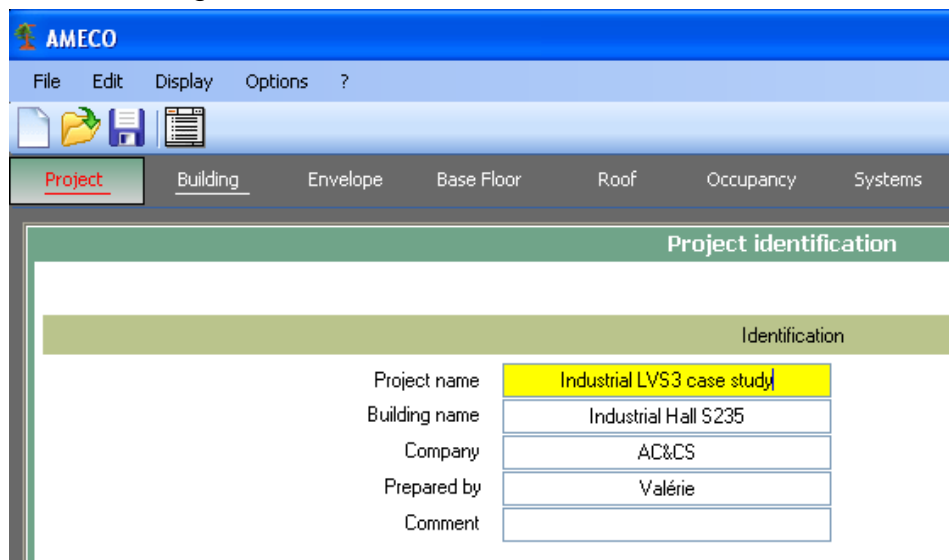 AMECO
File Edit Display Options ?
Project Building Envelope Base Floor Roof Occupancy Systems
Project identification
Identification
Project name Industrial LVS3 case study
Building name Industrial Hall S235
Company AC&CS
Prepared by Valérie
Comment